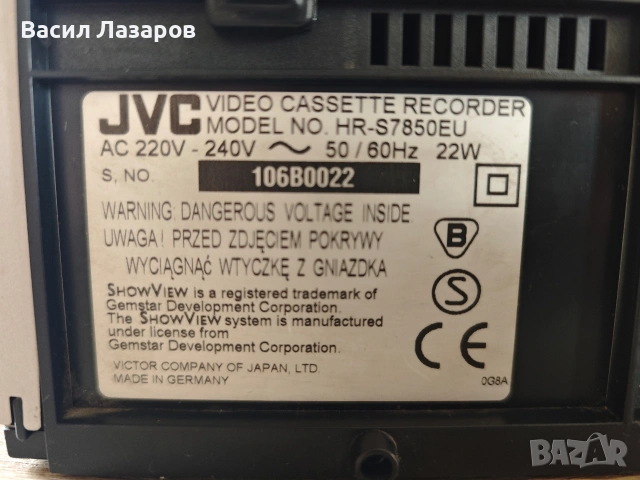 Васил Лазаров
JVC VIDEO CASSETTE RECORDER
MODEL NO. HR-S7850EU
AC 220V - 240V ~ 50 / 60Hz 22W
S, NO. 106B0022
WARNING: DANGEROUS VOLTAGE INSIDE
UWAGA! PRZED ZDJĘCIEM POKRYWY
WYCIĄGNĄĆ WTYCZKĘ Z GNIAZDKA
B
S
SHOWVIEW is a registered trademark of
Gemstar Development Corporation.
The SHOWVIEW system is manufactured
under license from
Gemstar Development Corporation.
CE
VICTOR COMPANY OF JAPAN, LTD.
MADE IN GERMANY
0G8A
BAZAR